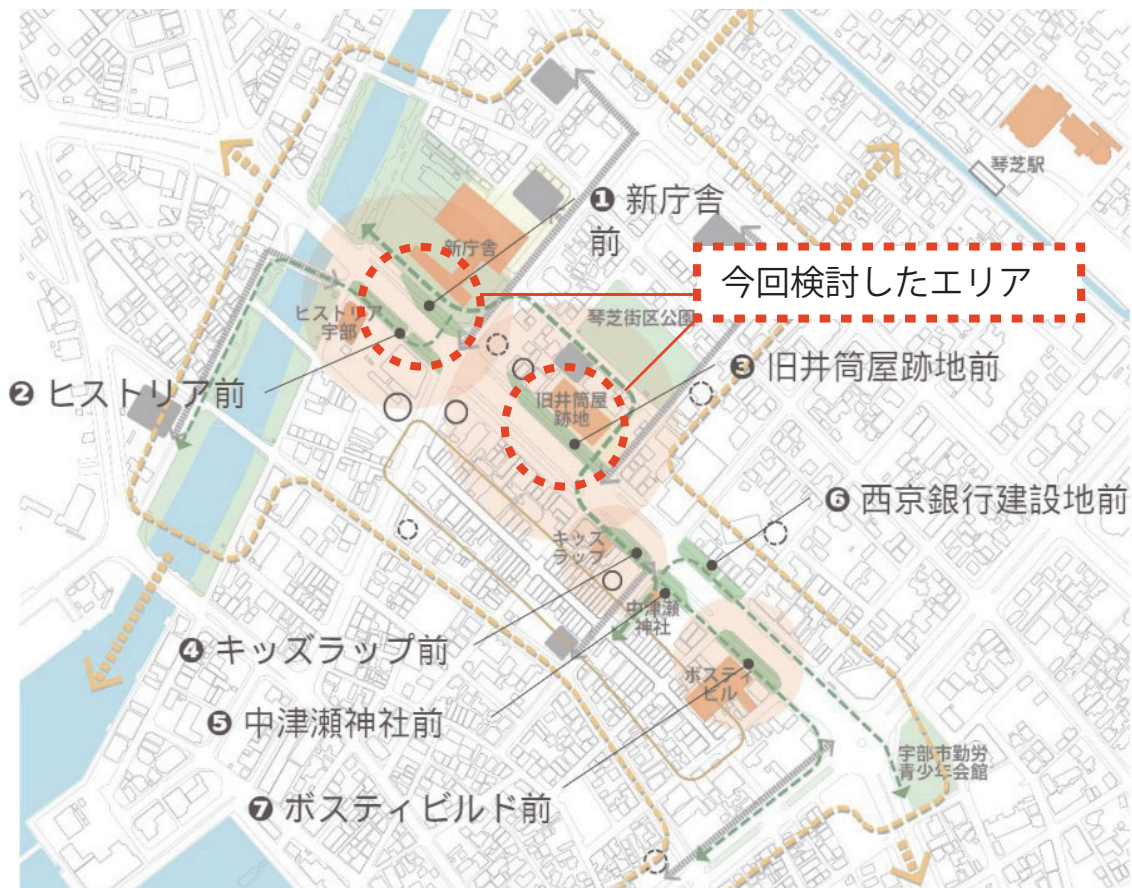 琴芝駅
❶ 新庁舎
前
新庁舎
今回検討したエリア
ヒストリア
宇部
琴芝街区公園
❸ 旧井筒屋跡地前
❷ ヒストリア前
旧井筒屋
跡地
❻ 西京銀行建設地前
キッズ
ラップ
中津瀬
神社
❹ キッズラップ前
ボスティ
ビル
❺ 中津瀬神社前
宇部市勤労
青少年会館
❼ ボスティビルド前